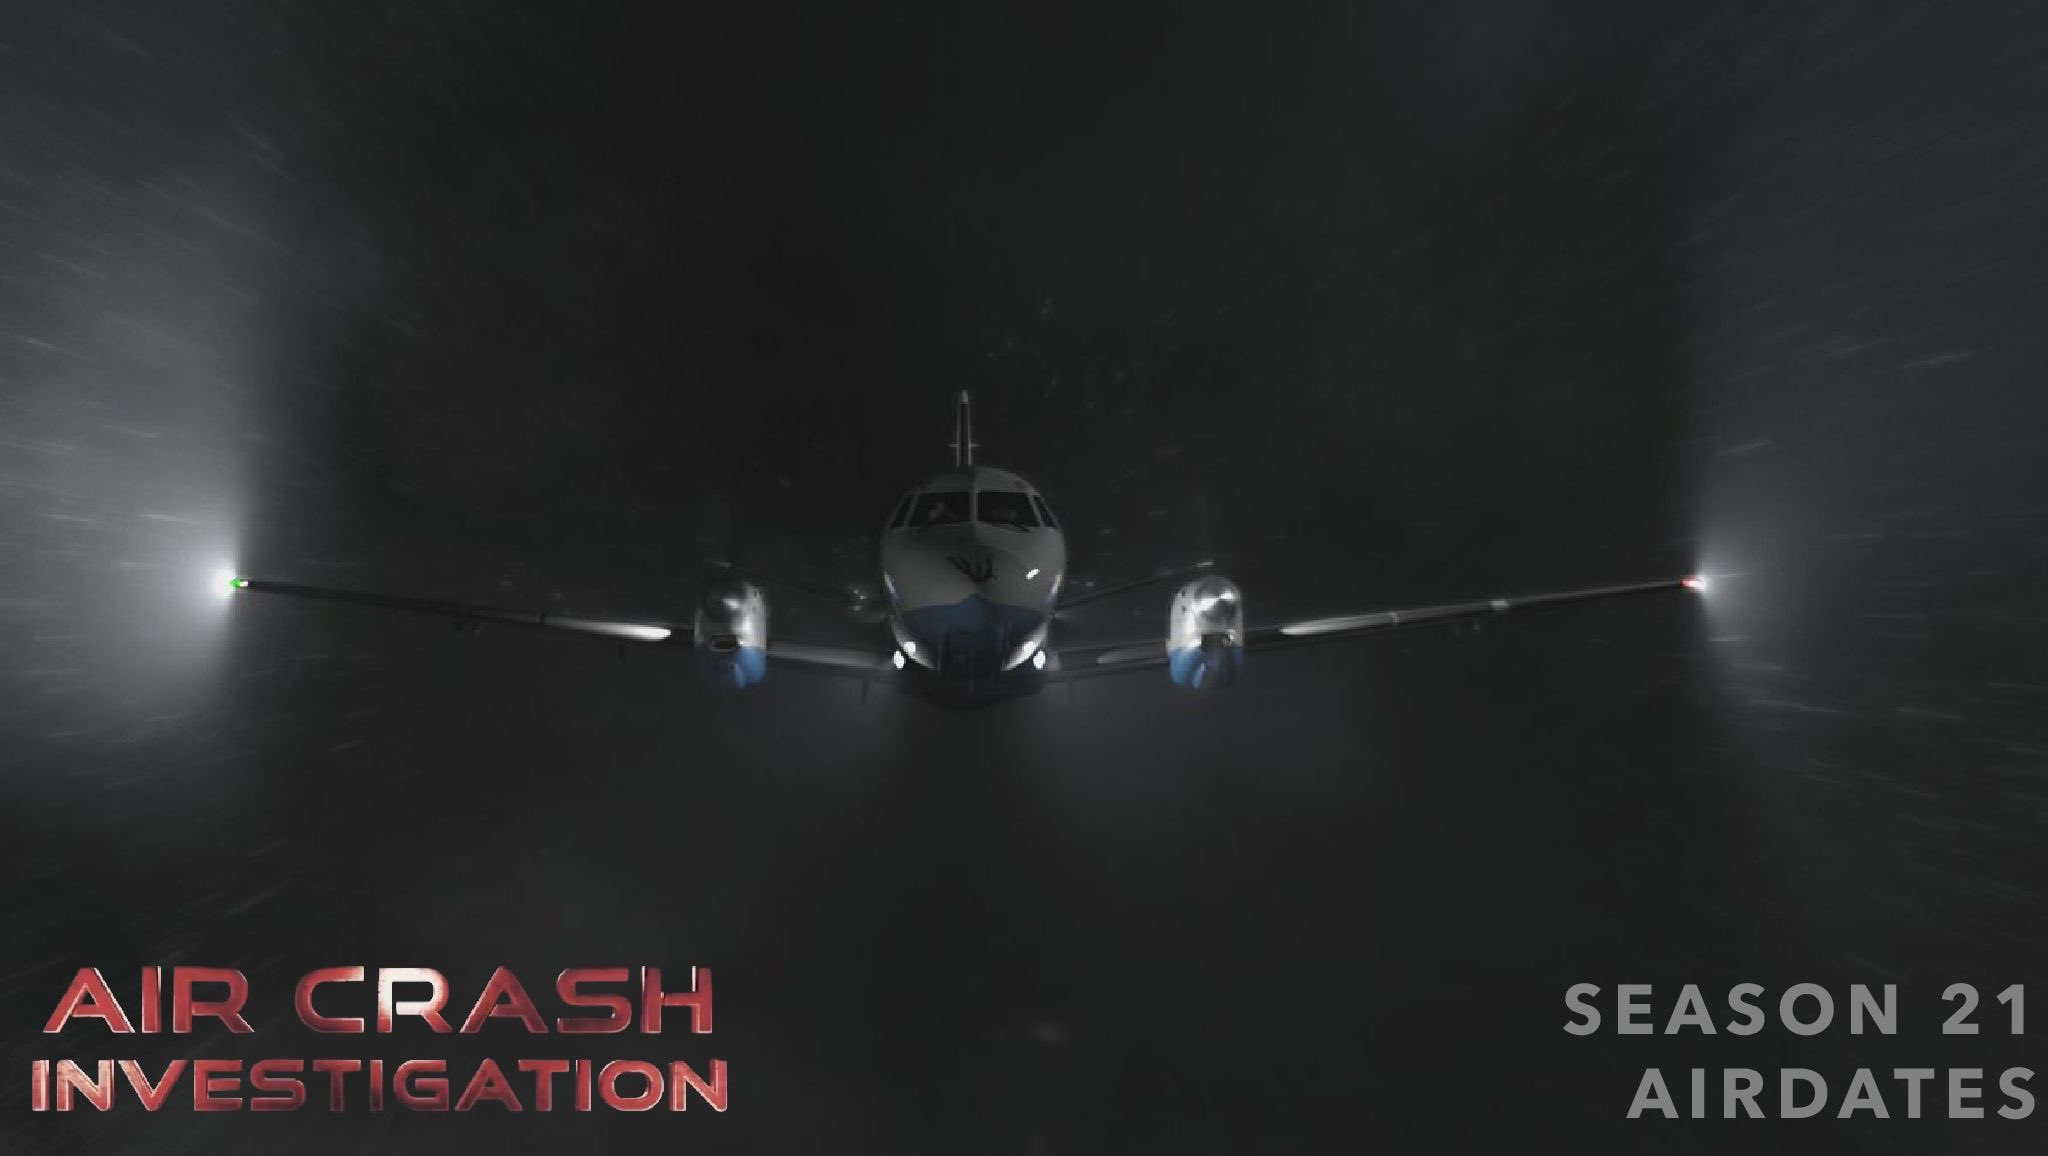 AIR CRASH
INVESTIGATION
SEASON 21
AIRDATES